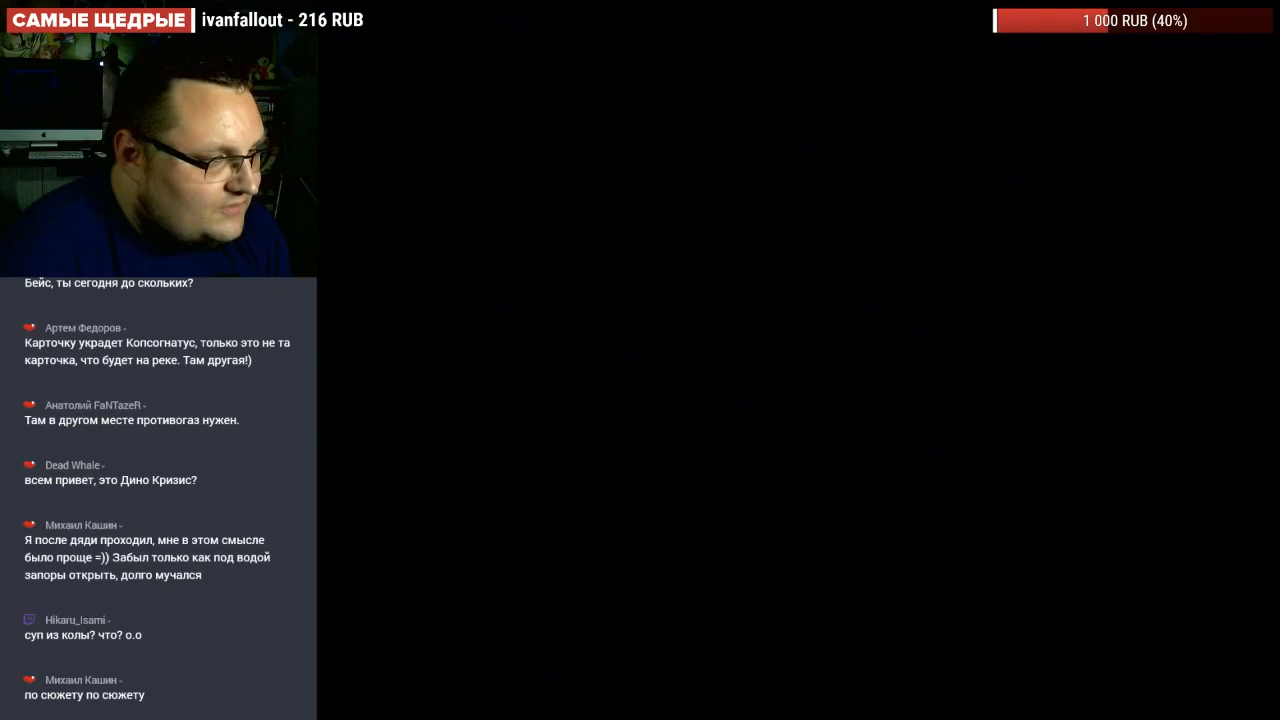 САМЫЕ ЩЕДРЫЕ ivanfallout - 216 RUB
1 000 RUB (40%)
Бейс, ты сегодня до скольких?
Артем Федоров -
Карточку украдет Копсогнатус, только это не та
карточка, что будет на реке. Там другая!)
Анатолий FaNTazeR -
Там в другом месте противогаз нужен.
Dead Whale -
всем привет, это Дино Кризис?
Михаил Кашин -
Я после дяди проходил, мне в этом смысле
было проще =)) Забыл только как под водой
запоры открыть, долго мучался
Hikaru_Isami -
суп из колы? что? о.о
Михаил Кашин -
по сюжету по сюжету